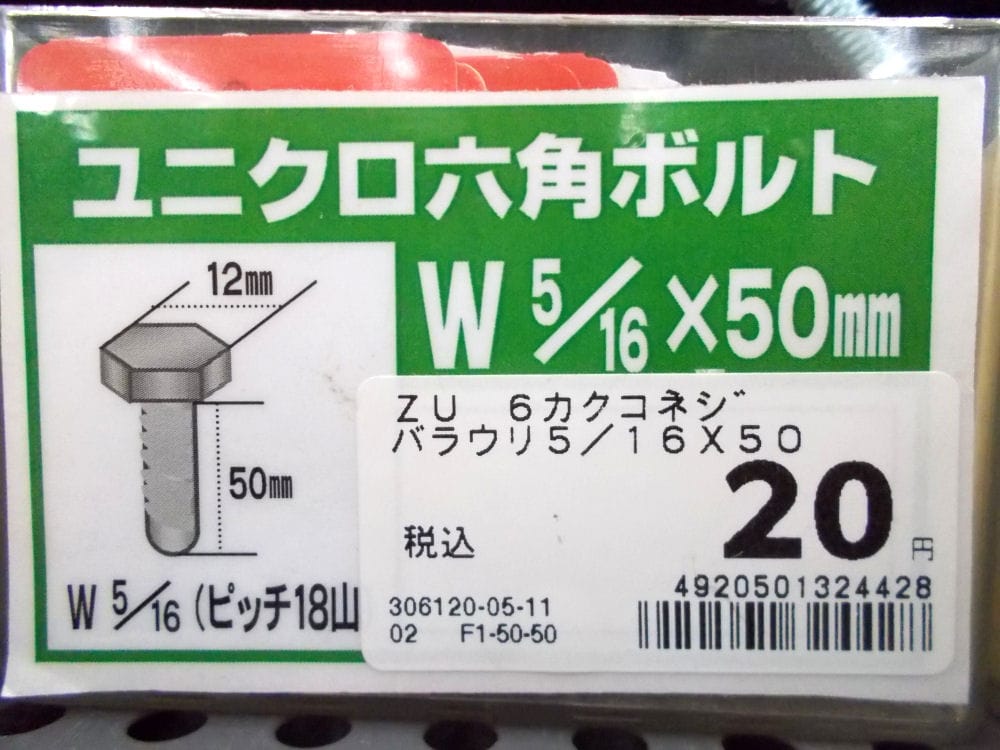 ユニクロ六角ボルト
W 5/16 ×50mm
12mm
50mm
W 5/16 (ピッチ18山
ZU 6カクコネジ
バラウリ5/16X50
税込 20円
4920501324428
306120-05-11
02 F1-50-50